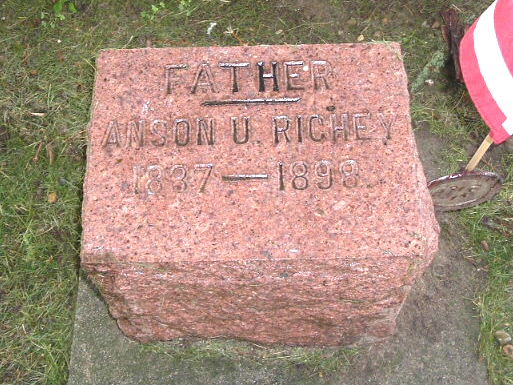 FATHER
ANSON U. RICHEY
1837 — 1898